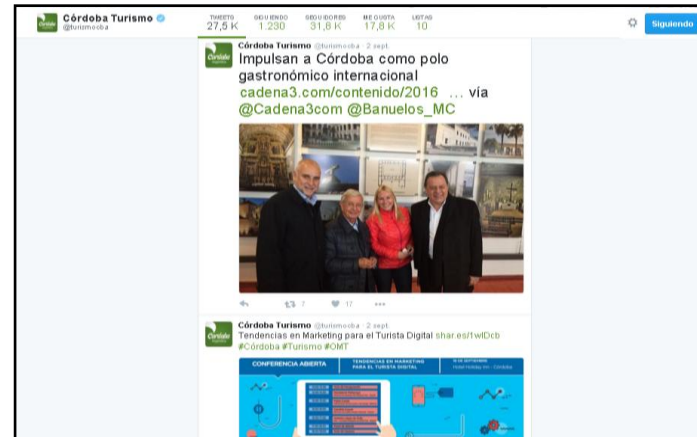 Córdoba Turismo
@turismocba
TWEETS
27,5 K
SIGUIENDO
1.230
SEGUIDORES
31,8 K
ME GUSTA
17,8 K
LISTAS
10
Siguiendo
Córdoba Turismo @turismocba · 2 sept.
Impulsan a Córdoba como polo
gastronómico internacional
cadena3.com/contenido/2016 … vía
@Cadena3com @Banuelos_MC
7
17
Córdoba Turismo @turismocba · 2 sept.
Tendencias en Marketing para el Turista Digital shar.es/1wIDcb
#Córdoba #Turismo #OMT
CONFERENCIA ABIERTA
TENDENCIAS EN MARKETING
PARA EL TURISTA DIGITAL